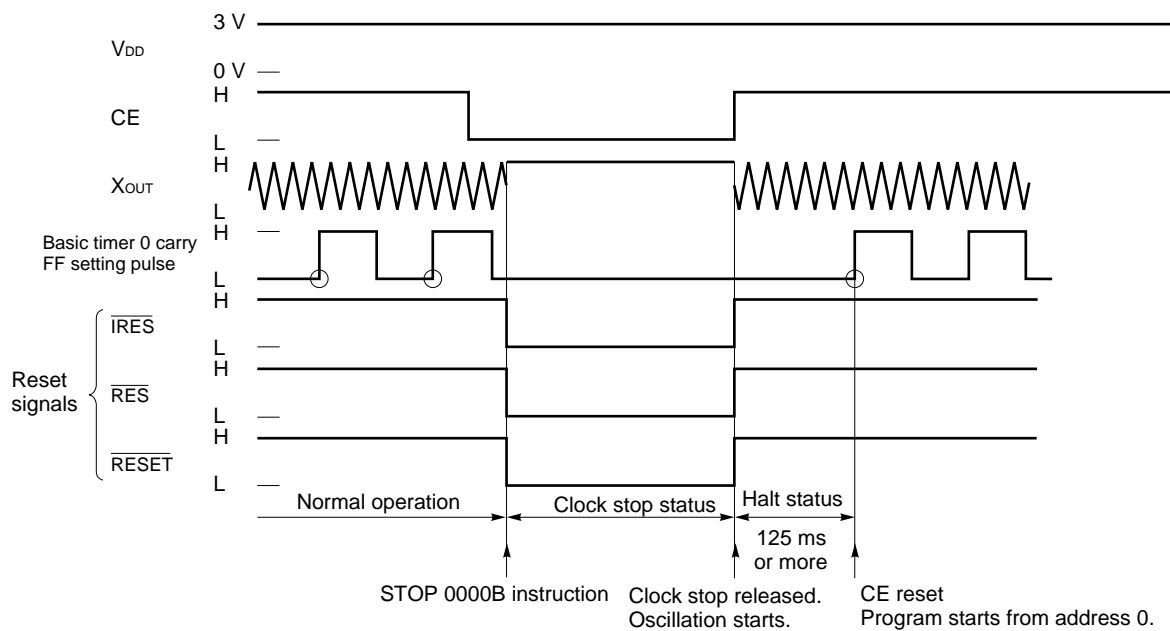 3 V
VDD
0 V
H
CE
L
H
XOUT
L
H
Basic timer 0 carry
FF setting pulse
L
H
IRES
L
H
Reset
signals
RES
L
H
RESET
L
Normal operation
Clock stop status
Halt status
125 ms
or more
STOP 0000B instruction
Clock stop released.
Oscillation starts.
CE reset
Program starts from address 0.